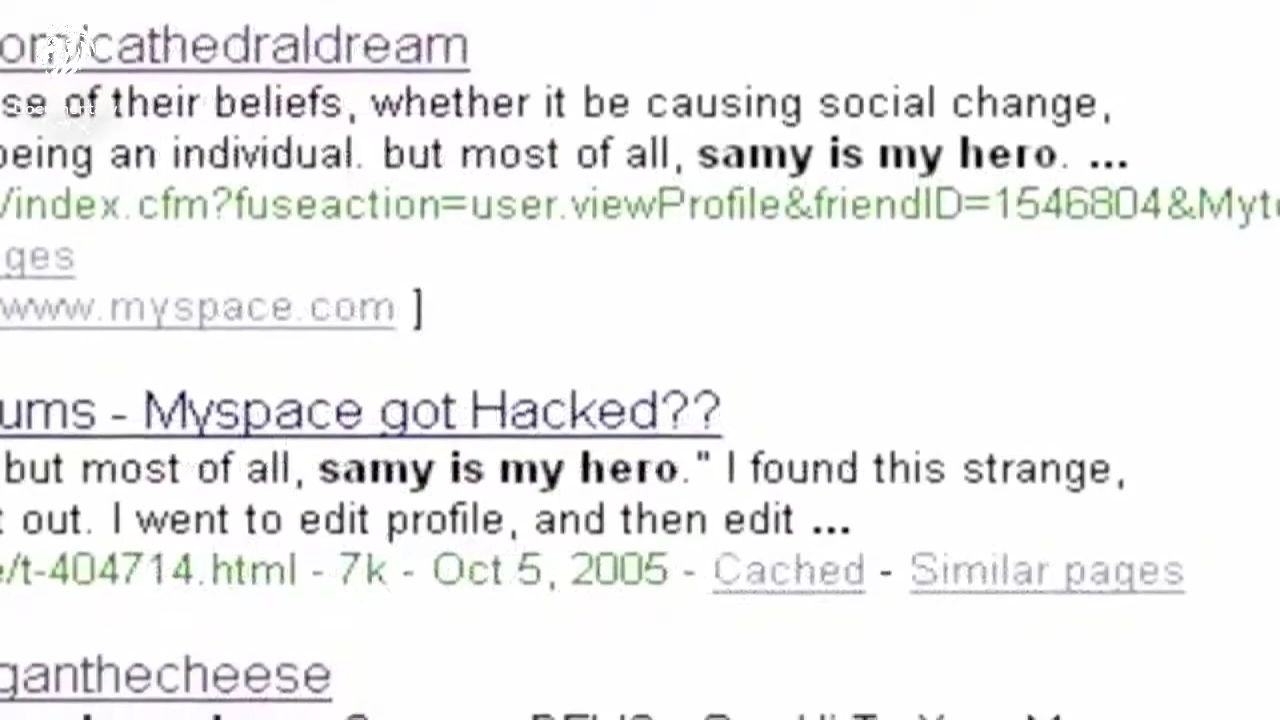 om/cathedraldream
se of their beliefs, whether it be causing social change,
being an individual. but most of all, samy is my hero. ...
/index.cfm?fuseaction=user.viewProfile&friendID=1546804&Myto
ges
www.myspace.com ]
ums - Myspace got Hacked??
but most of all, samy is my hero." I found this strange,
t out. I went to edit profile, and then edit ...
e/t-404714.html - 7k - Oct 5, 2005 - Cached - Similar pages
ganthecheese